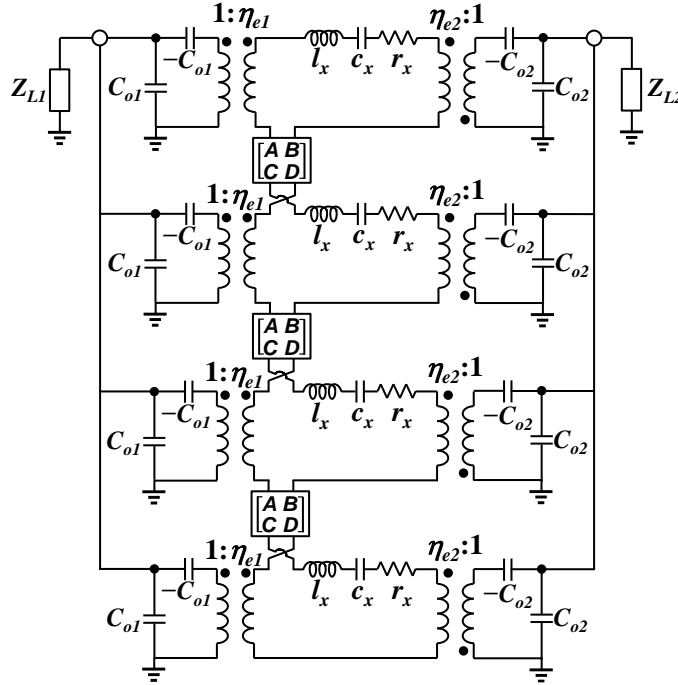 1:ηe1 ηe2:1
−Co1 −Co2
ZL1 Co1 lx cx rx Co2 ZL2
[A B
C D]
1:ηe1 ηe2:1
−Co1 lx cx rx −Co2
Co1 Co2
[A B
C D]
1:ηe1 ηe2:1
−Co1 lx cx rx −Co2
Co1 Co2
[A B
C D]
1:ηe1 ηe2:1
−Co1 lx cx rx −Co2
Co1 Co2